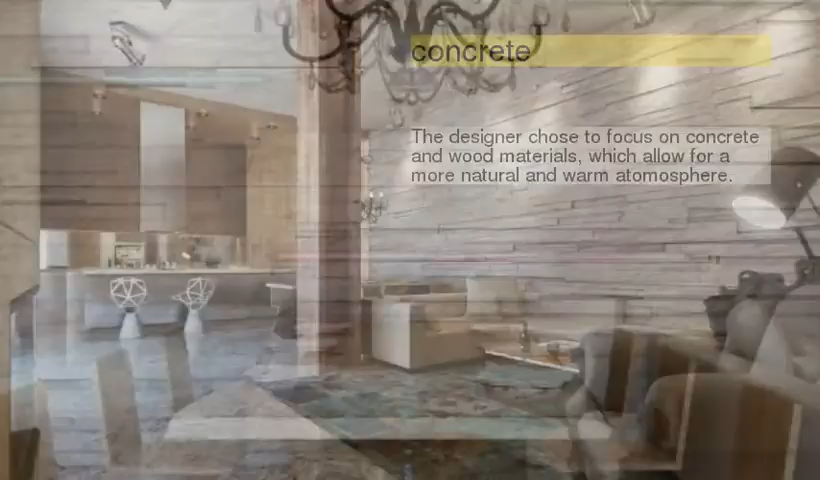 concrete
The designer chose to focus on concrete
and wood materials, which allow for a
more natural and warm atomosphere.